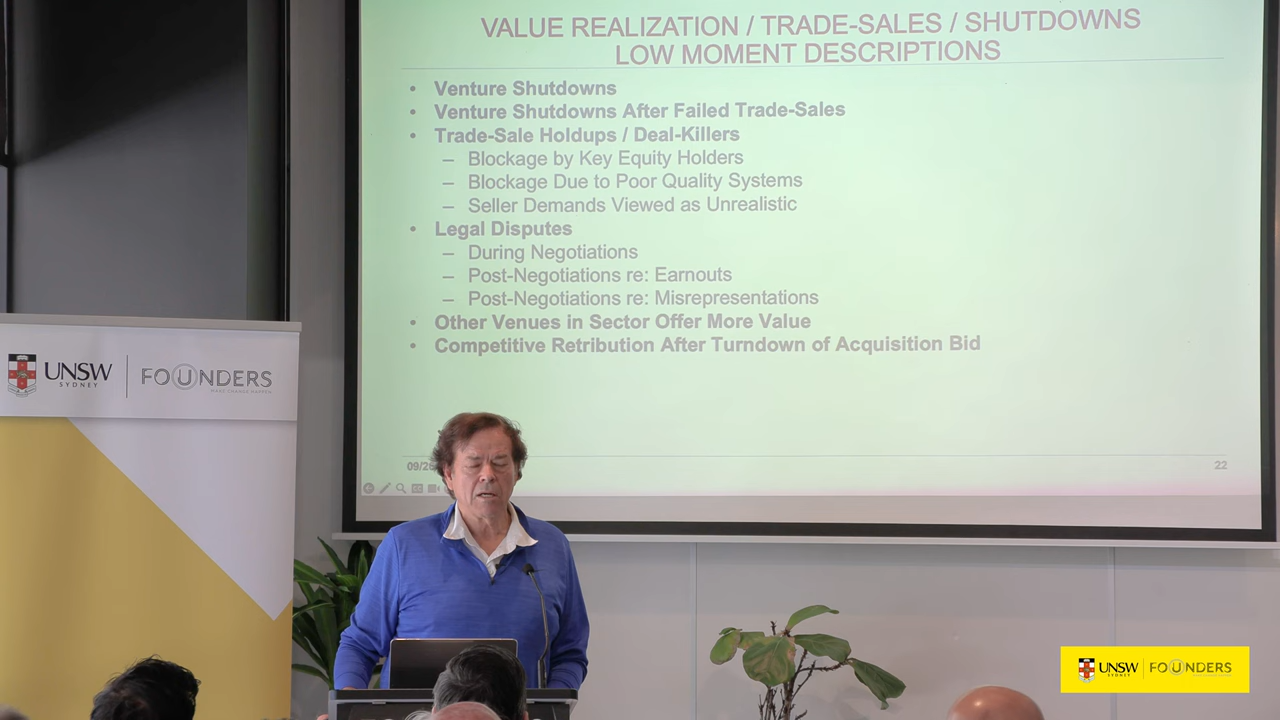 VALUE REALIZATION / TRADE-SALES / SHUTDOWNS
LOW MOMENT DESCRIPTIONS
• Venture Shutdowns
• Venture Shutdowns After Failed Trade-Sales
• Trade-Sale Holdups / Deal-Killers
– Blockage by Key Equity Holders
– Blockage Due to Poor Quality Systems
– Seller Demands Viewed as Unrealistic
• Legal Disputes
– During Negotiations
– Post-Negotiations re: Earnouts
– Post-Negotiations re: Misrepresentations
• Other Venues in Sector Offer More Value
• Competitive Retribution After Turndown of Acquisition Bid
22
UNSW
SYDNEY
FOUNDERS
UNSW
SYDNEY
FOUNDERS